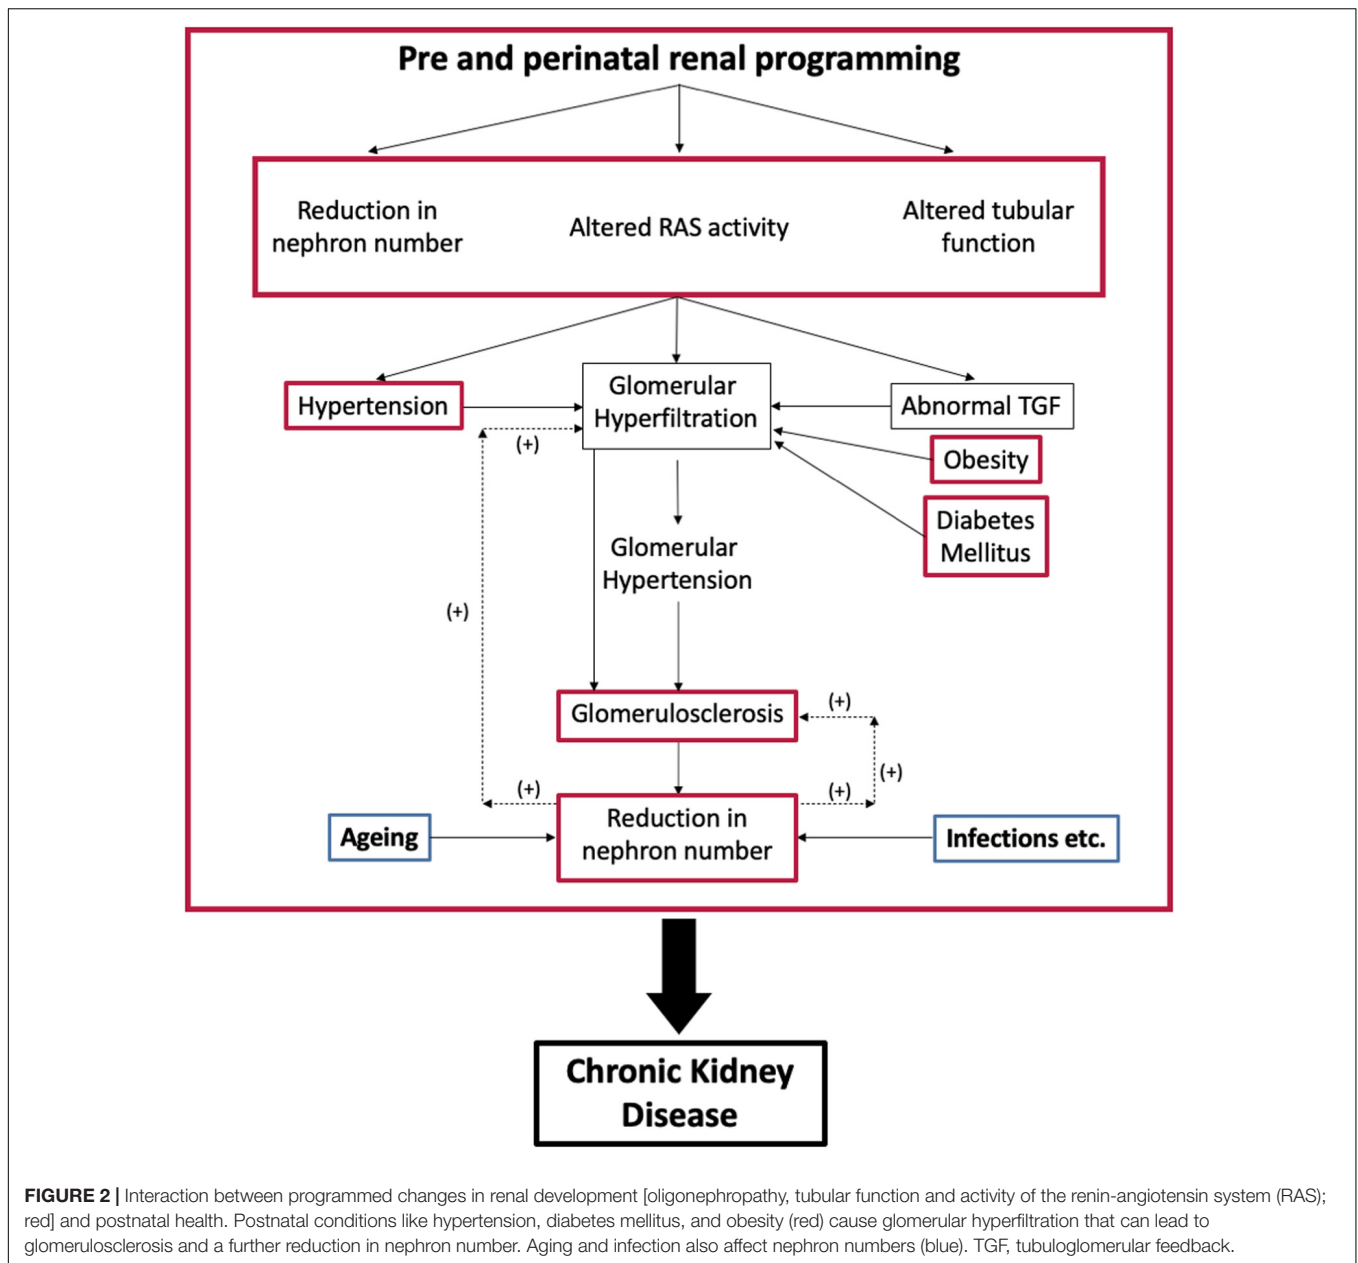 Pre and perinatal renal programming
Reduction in
nephron number
Altered RAS activity
Altered tubular
function
Hypertension
Glomerular
Hyperfiltration
Abnormal TGF
(+)
Obesity
Diabetes
Mellitus
Glomerular
Hypertension
(+)
Glomerulosclerosis
(+)
(+)
(+)
(+)
Reduction in
nephron number
Ageing
Infections etc.
Chronic Kidney
Disease
FIGURE 2 | Interaction between programmed changes in renal development [oligonephropathy, tubular function and activity of the renin-angiotensin system (RAS);
red] and postnatal health. Postnatal conditions like hypertension, diabetes mellitus, and obesity (red) cause glomerular hyperfiltration that can lead to
glomerulosclerosis and a further reduction in nephron number. Aging and infection also affect nephron numbers (blue). TGF, tubuloglomerular feedback.